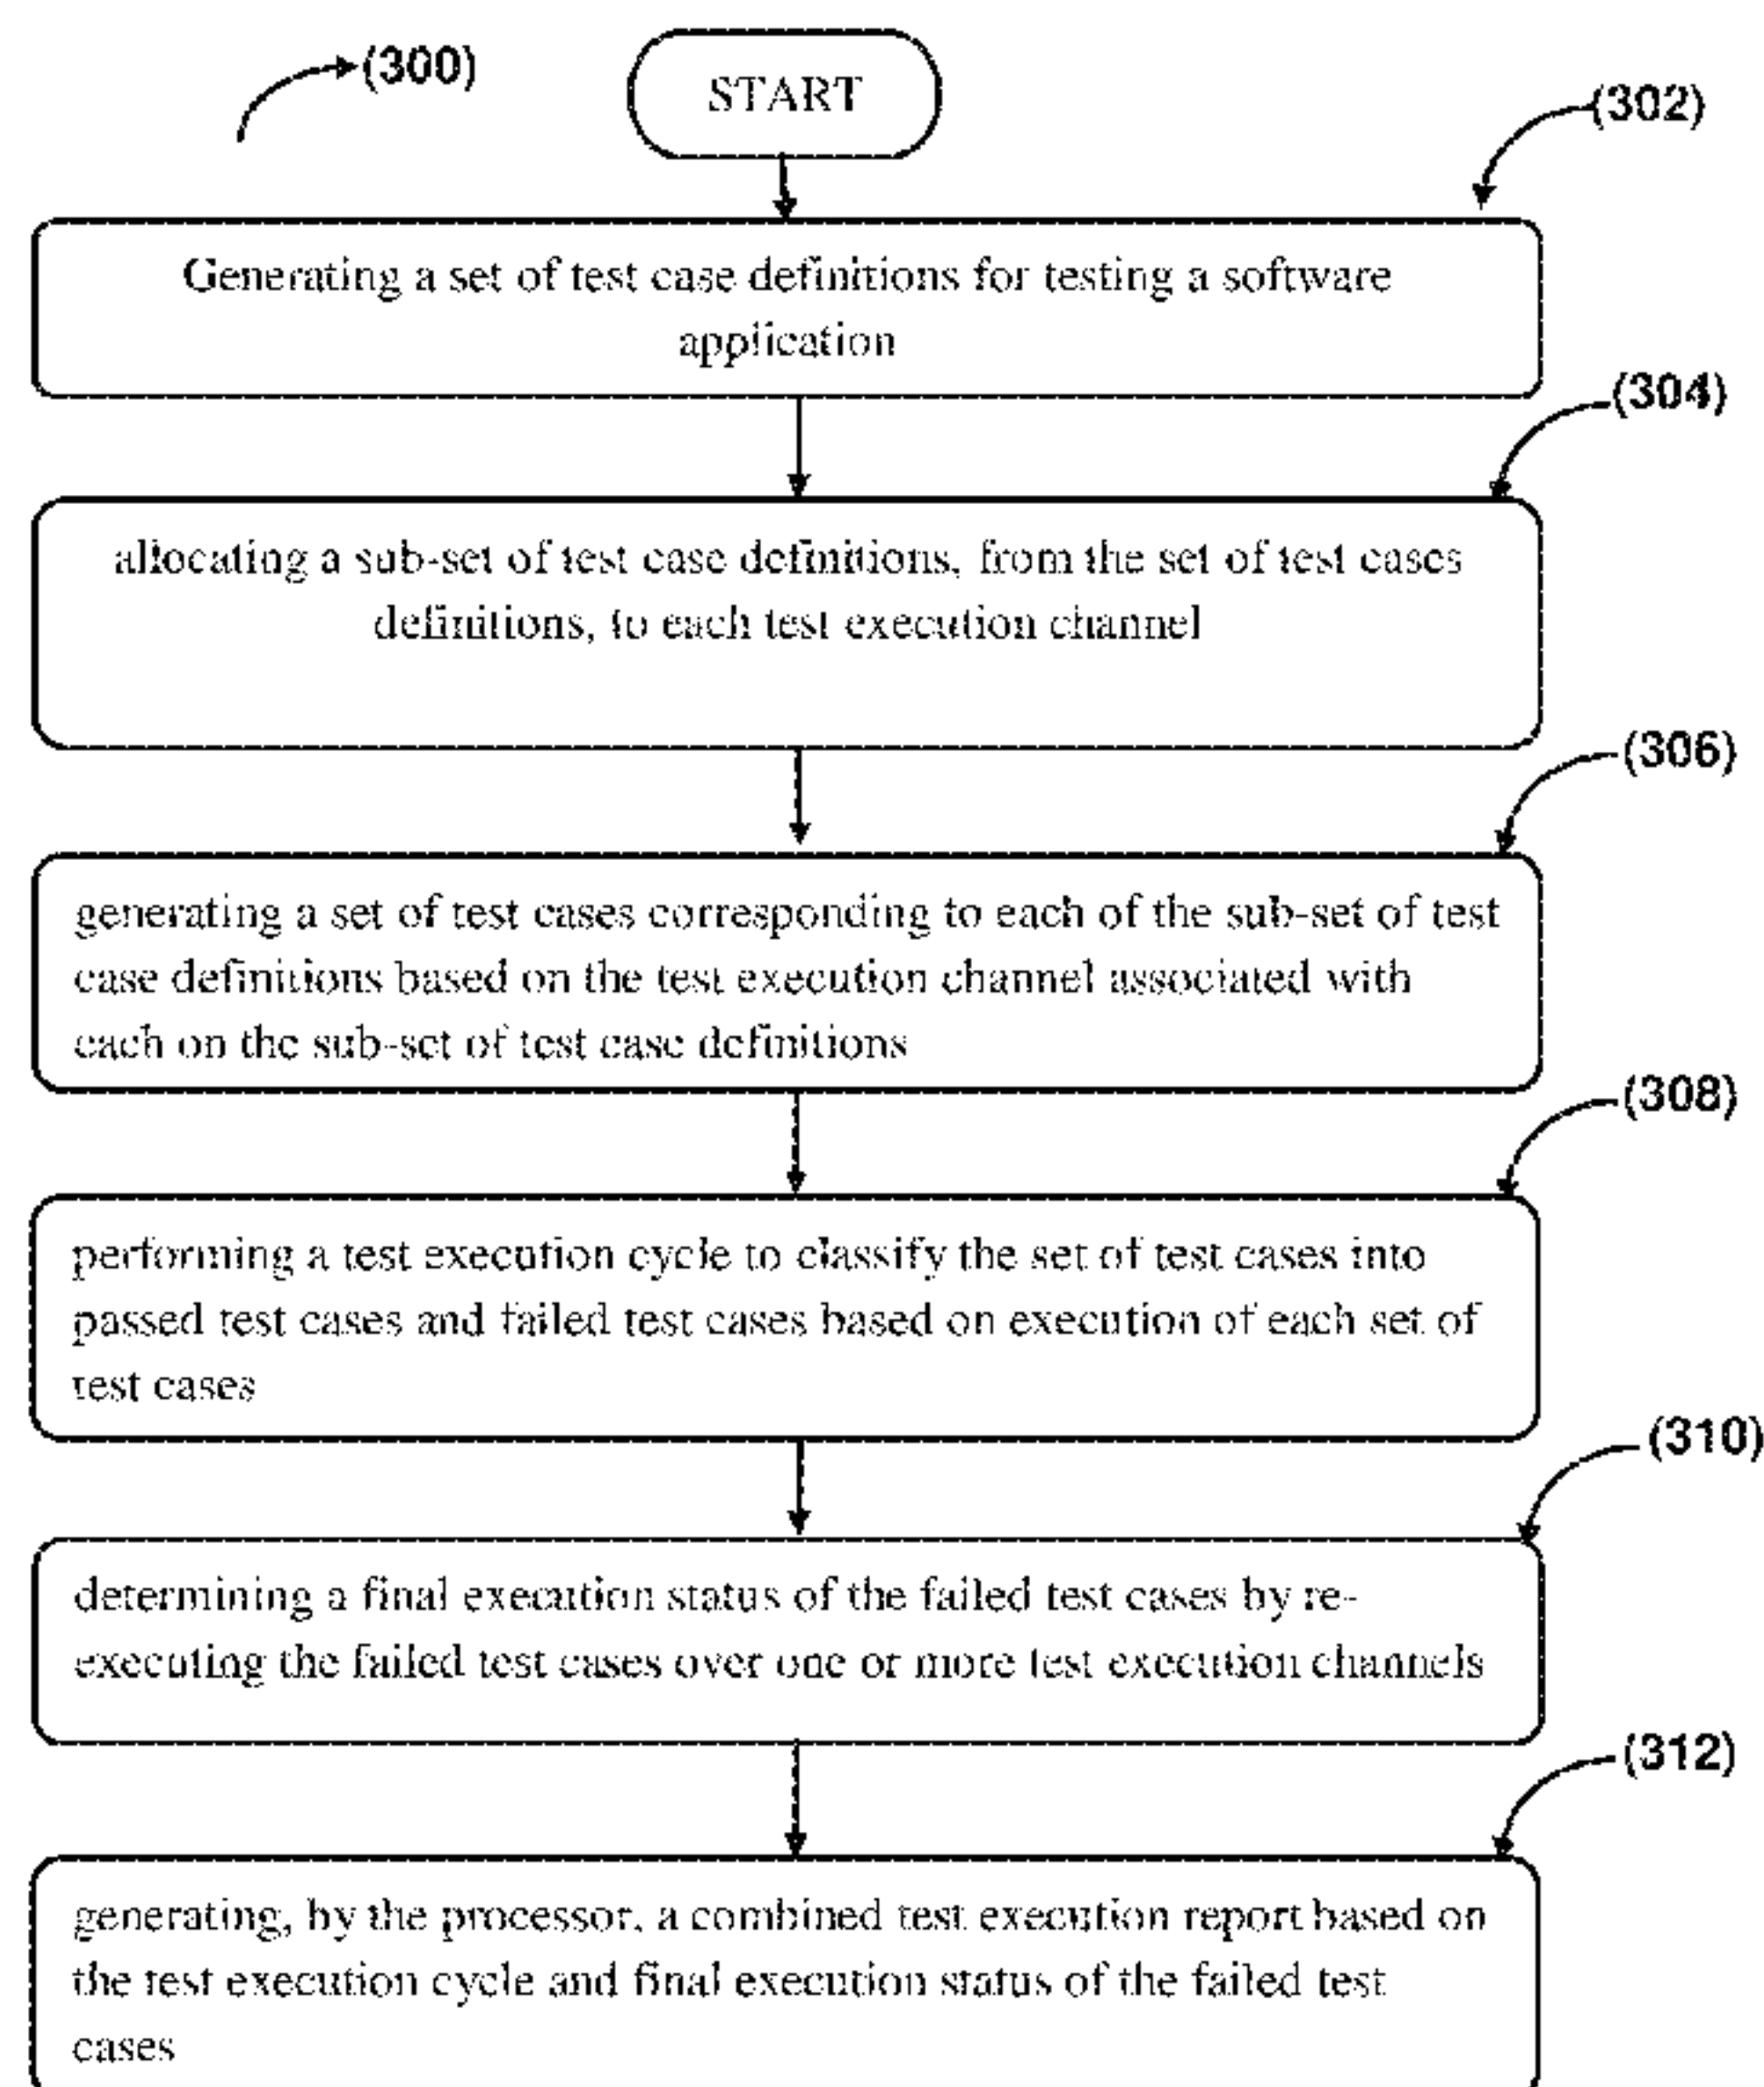 (300)
START
(302)
Generating a set of test case definitions for testing a software
application
(304)
allocating a sub-set of test case definitions, from the set of test cases
definitions, to each test execution channel
(306)
generating a set of test cases corresponding to each of the sub-set of test
case definitions based on the test execution channel associated with
each on the sub-set of test case definitions
(308)
performing a test execution cycle to classify the set of test cases into
passed test cases and failed test cases based on execution of each set of
test cases
(310)
determining a final execution status of the failed test cases by re-
executing the failed test cases over one or more test execution channels
(312)
generating, by the processor, a combined test execution report based on
the test execution cycle and final execution status of the failed test
cases